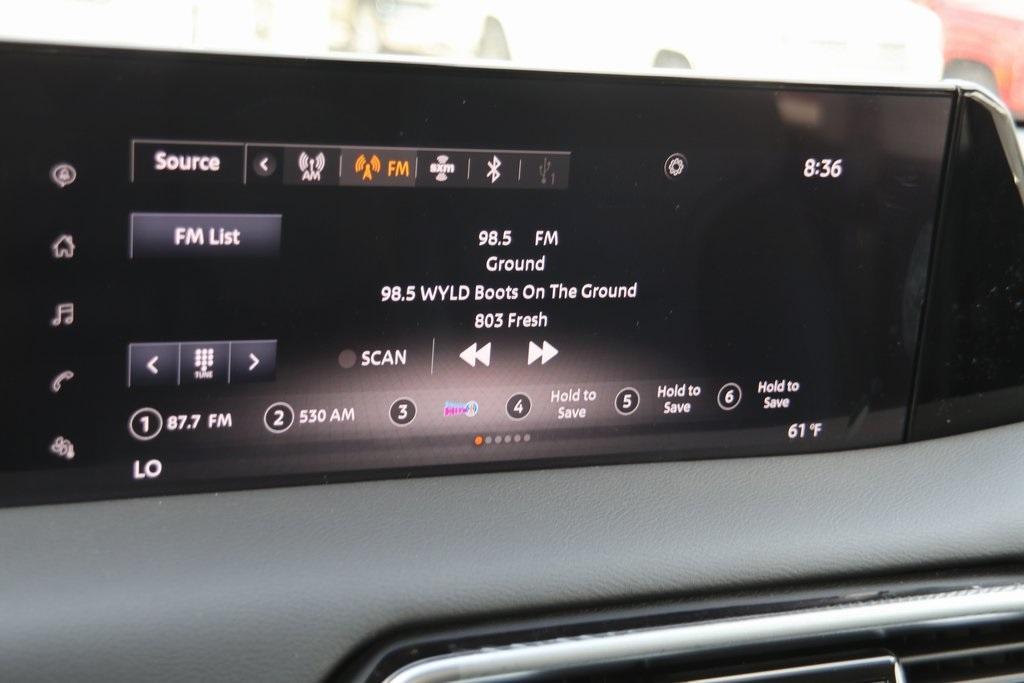 Source
AM
FM
sxm
1
8:36
FM List
98.5 FM
Ground
98.5 WYLD Boots On The Ground
803 Fresh
TUNE
SCAN
1 87.7 FM
2 530 AM
3
4 Hold to
Save
5 Hold to
Save
6 Hold to
Save
61 °F
LO